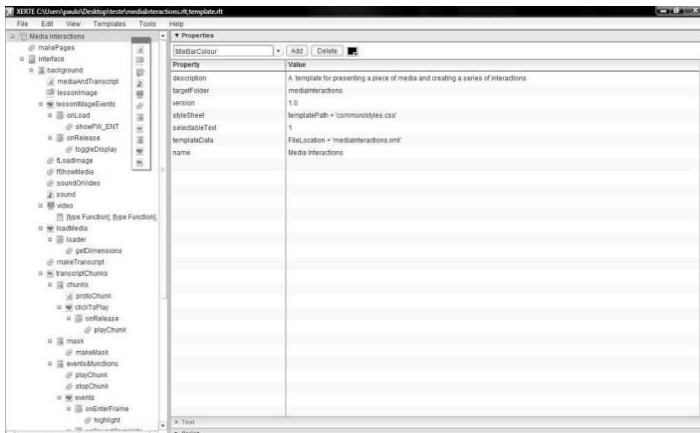 XERTE C:\Users\paulo\Desktop\teste\mediaInteractions.rlt,template.rlt
File Edit View Templates Tools Help
Media Interactions
makePages
interface
background
mediaAndTranscript
lessonImage
lessonImageEvents
onLoad
showFW_ENT
onRelease
toggleDisplay
fLoadImage
fShowMedia
soundOrVideo
sound
video
[type Function], [type Function],
loadMedia
loader
getDimensions
makeTranscript
transcriptChunks
chunks
protoChunk
clickToPlay
onRelease
playChunk
mask
makeMask
events&functions
playChunk
stopChunk
events
onEnterFrame
highlight
Properties
titleBarColour Add Delete
Property Value
description A template for presenting a piece of media and creating a series of interactions
targetFolder mediaInteractions
version 1.0
styleSheet templatePath + 'common/styles.css'
selectableText 1
templateData FileLocation + 'mediaInteractions.xml'
name Media Interactions
Text